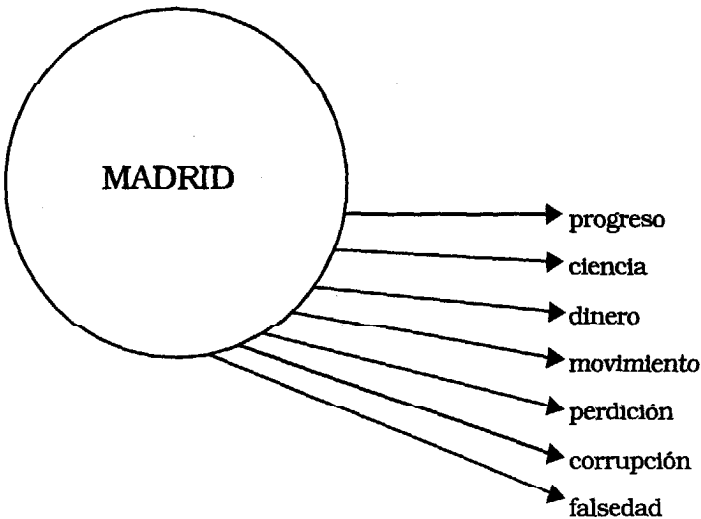 MADRID
progreso
ciencia
dinero
movimiento
perdición
corrupción
falsedad